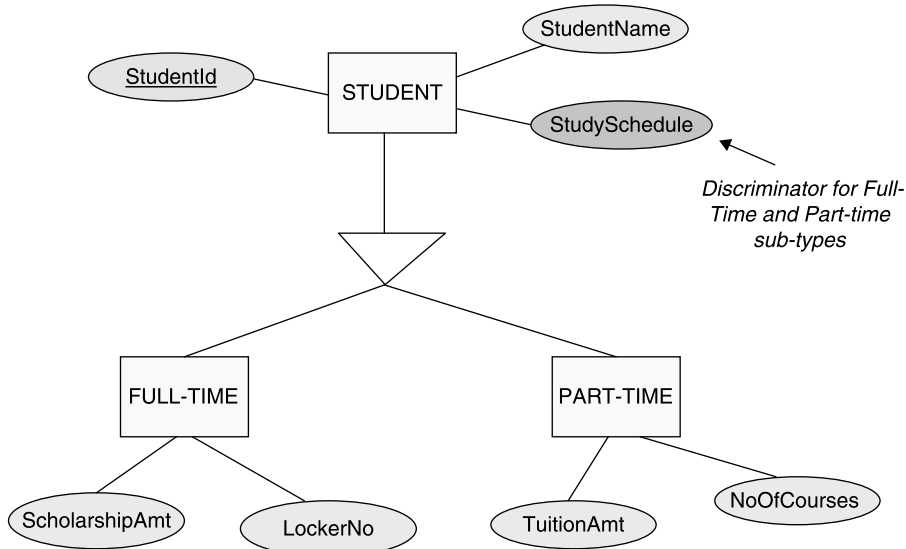 StudentName
StudentId
STUDENT
StudySchedule
Discriminator for Full-
Time and Part-time
sub-types
FULL-TIME
PART-TIME
ScholarshipAmt
LockerNo
TuitionAmt
NoOfCourses